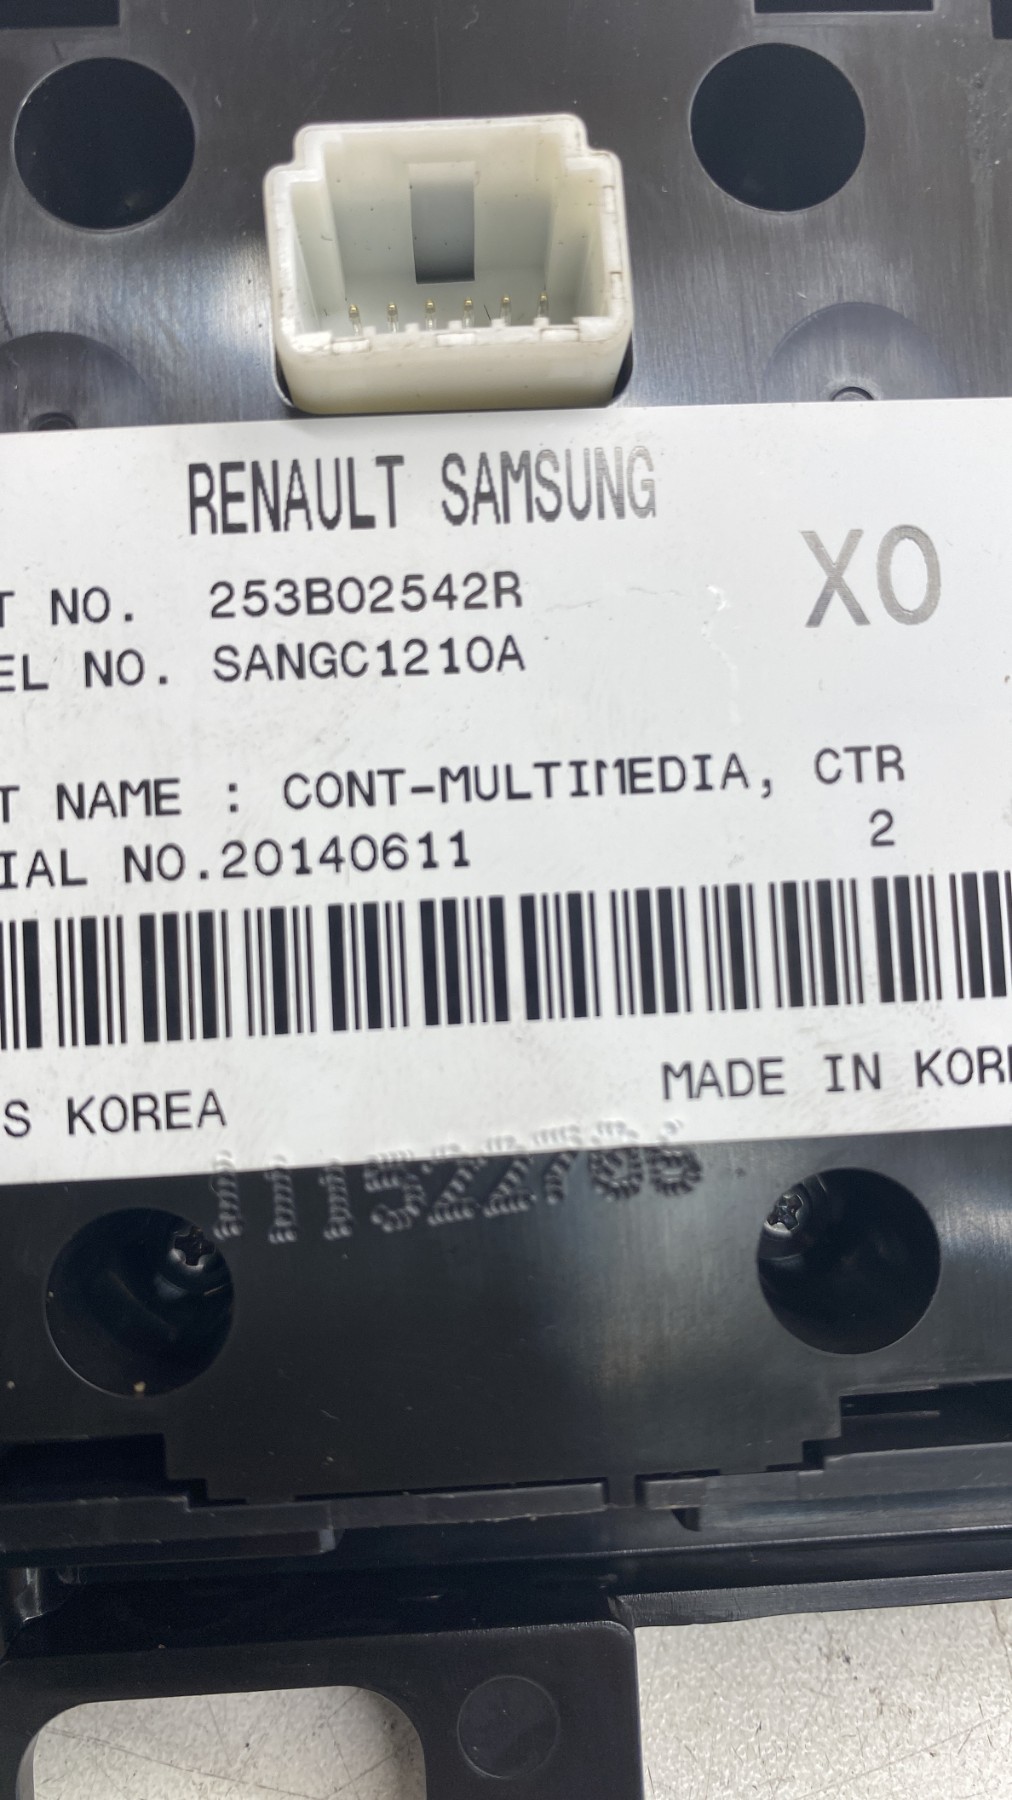 RENAULT SAMSUNG
XO
T NO. 253B02542R
EL NO. SANGC1210A
T NAME : CONT-MULTIMEDIA, CTR
IAL NO.20140611 2
S KOREA
MADE IN KOR